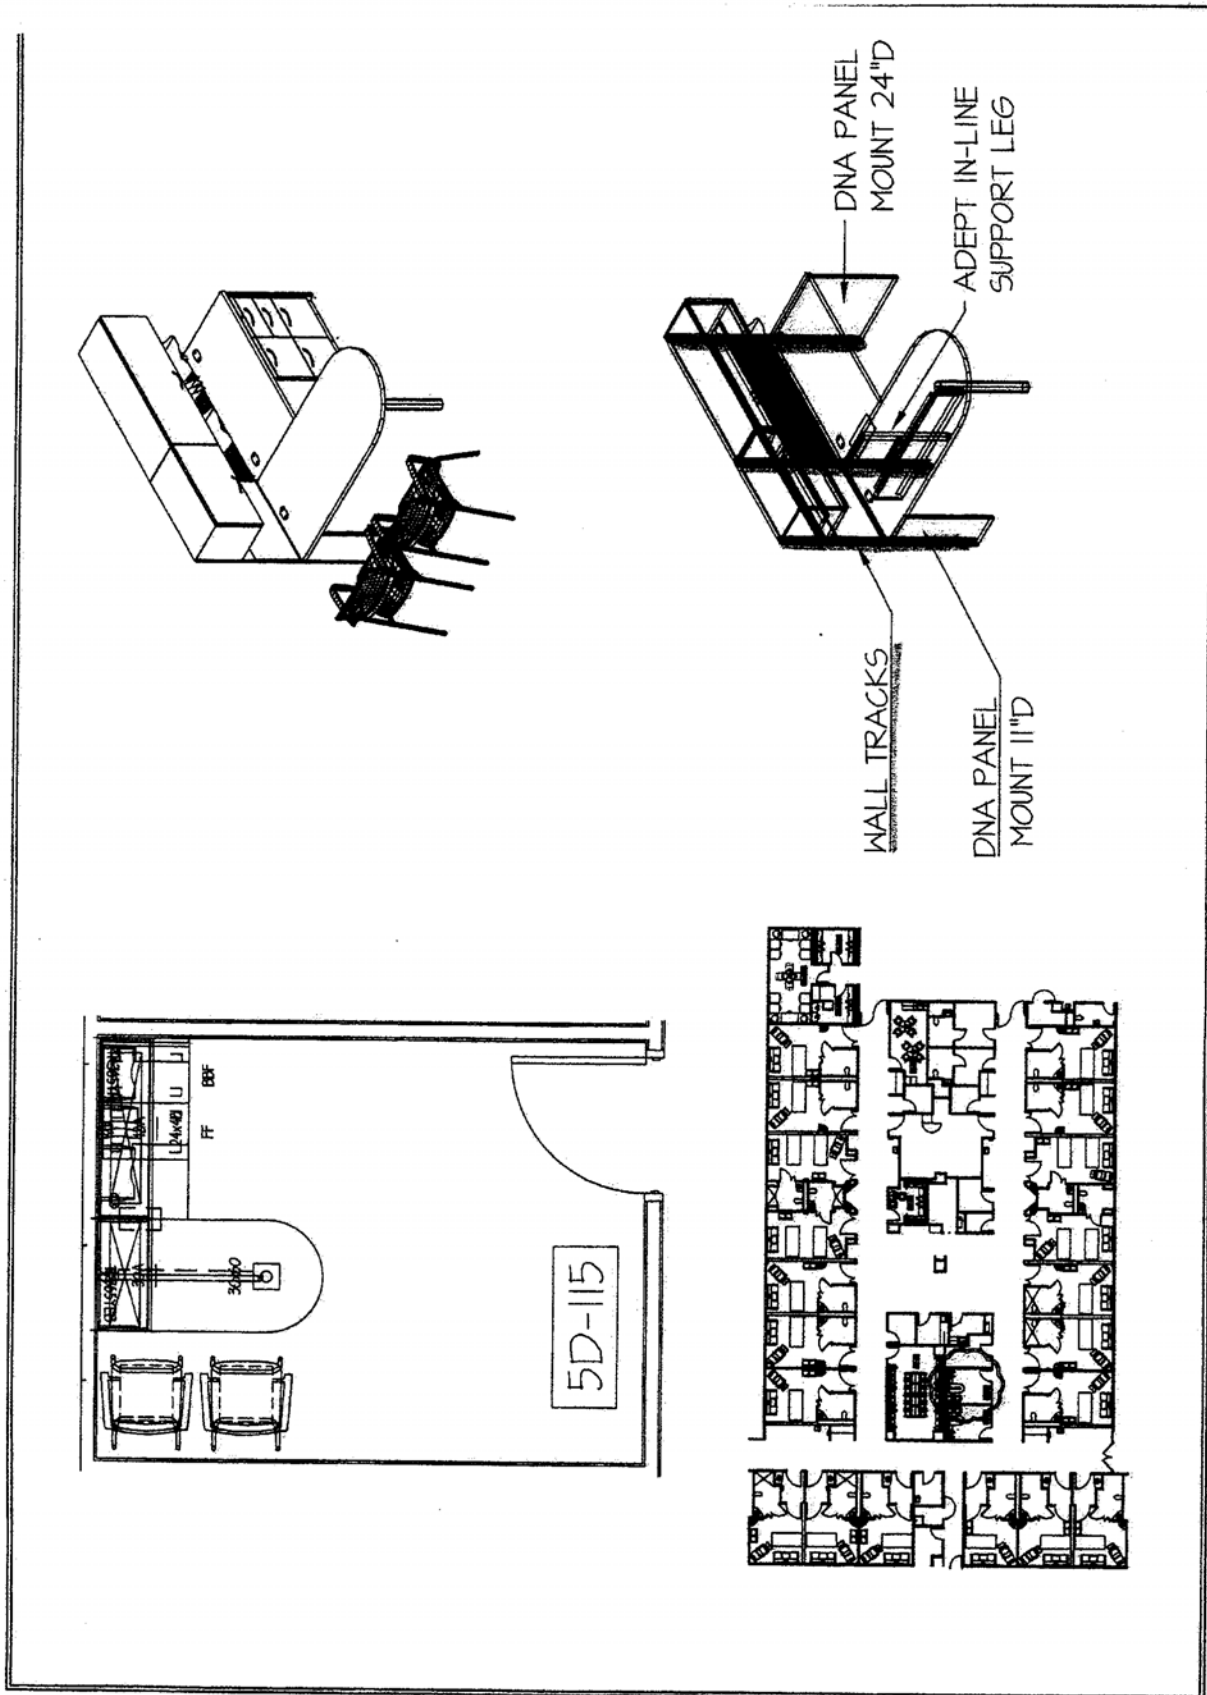 5D-115
FF
BBF
30x60
WALL TRACKS
DNA PANEL
MOUNT 11"D
DNA PANEL
MOUNT 24"D
ADEPT IN-LINE
SUPPORT LEG